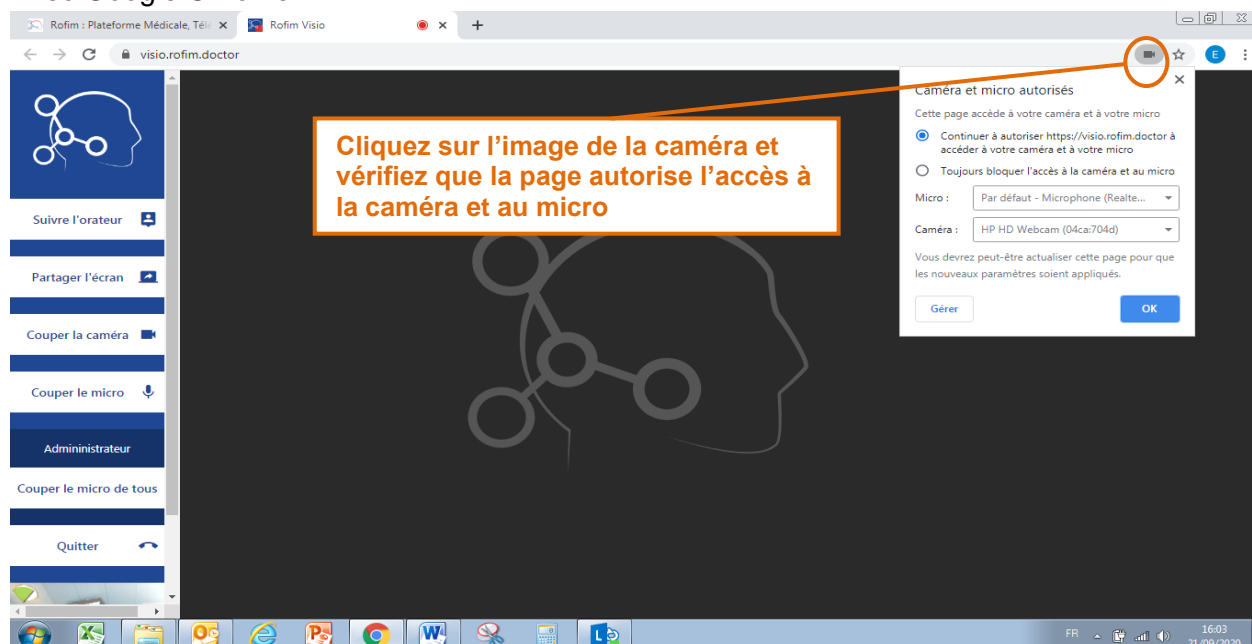 Rofim : Plateforme Médicale, Télé
Rofim Visio
visio.rofim.doctor
E
Caméra et micro autorisés
Cette page accède à votre caméra et à votre micro
Continuer à autoriser https://visio.rofim.doctor à
accéder à votre caméra et à votre micro
Toujours bloquer l'accès à la caméra et au micro
Micro :
Par défaut - Microphone (Realte...
Caméra :
HP HD Webcam (04ca:704d)
Vous devrez peut-être actualiser cette page pour que
les nouveaux paramètres soient appliqués.
Gérer
OK
Cliquez sur l’image de la caméra et
vérifiez que la page autorise l’accès à
la caméra et au micro
Suivre l'orateur
Partager l'écran
Couper la caméra
Couper le micro
Admininistrateur
Couper le micro de tous
Quitter
FR
16:03
21/09/2020